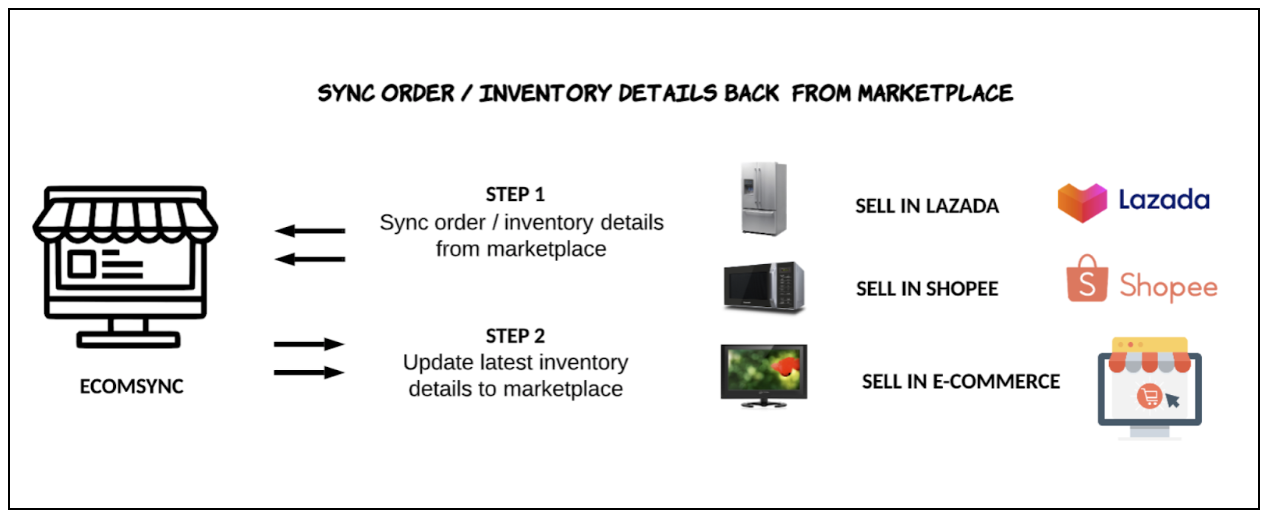 SYNC ORDER / INVENTORY DETAILS BACK FROM MARKETPLACE
STEP 1
Sync order / inventory details
from marketplace
SELL IN LAZADA
Lazada
SELL IN SHOPEE
S Shopee
STEP 2
Update latest inventory
details to marketplace
SELL IN E-COMMERCE
ECOMSYNC